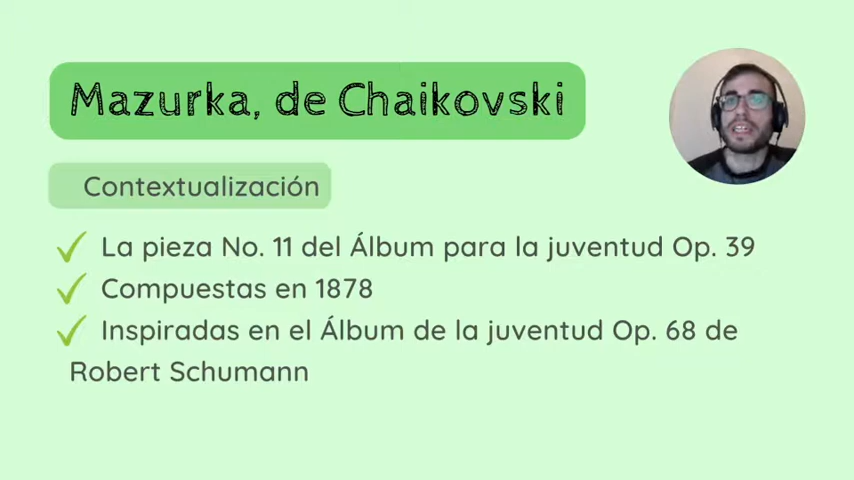 Mazurka, de Chaikovski
Contextualización
La pieza No. 11 del Álbum para la juventud Op. 39
Compuestas en 1878
Inspiradas en el Álbum de la juventud Op. 68 de
Robert Schumann